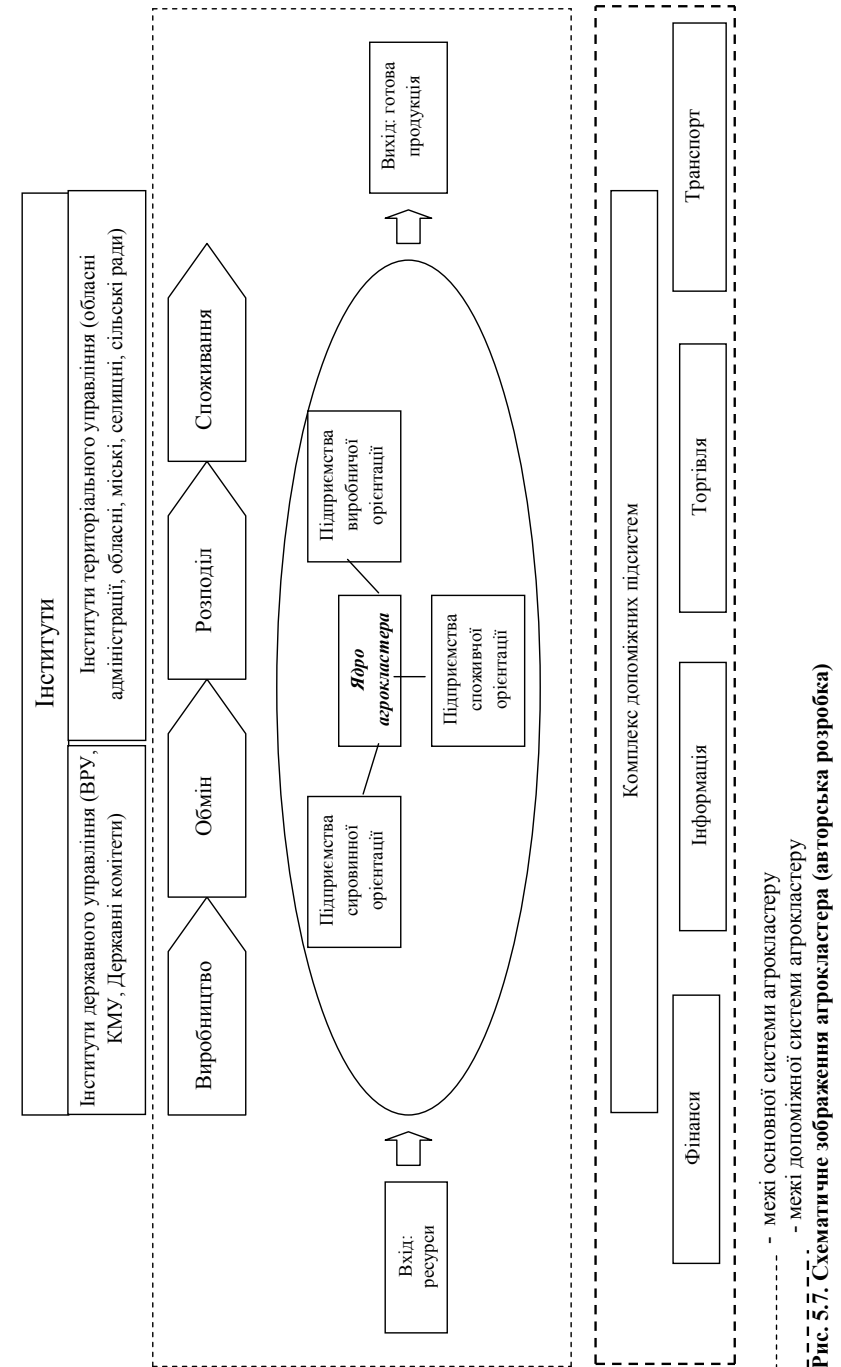 Інститути
Інститути державного управління (ВРУ,
КМУ, Державні комітети)
Інститути територіального управління (обласні
адміністрації, обласні, міські, селищні, сільські ради)
Виробництво
Обмін
Розподіл
Споживання
Вхід:
ресурси
Підприємства
сировинної
орієнтації
Ядро
агрокластера
Підприємства
виробничої
орієнтації
Підприємства
споживчої
орієнтації
Вихід: готова
продукція
Комплекс допоміжних підсистем
Фінанси
Інформація
Торгівля
Транспорт
- межі основної системи агрокластеру
- межі допоміжної системи агрокластеру
Рис. 5.7. Схематичне зображення агрокластера (авторська розробка)